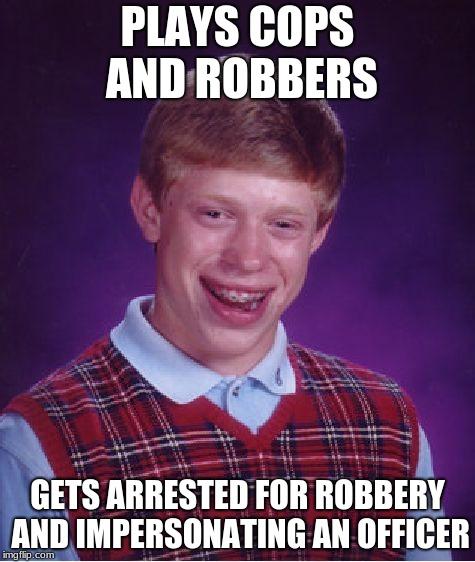 PLAYS COPS
AND ROBBERS
GETS ARRESTED FOR ROBBERY
AND IMPERSONATING AN OFFICER
imgflip.com